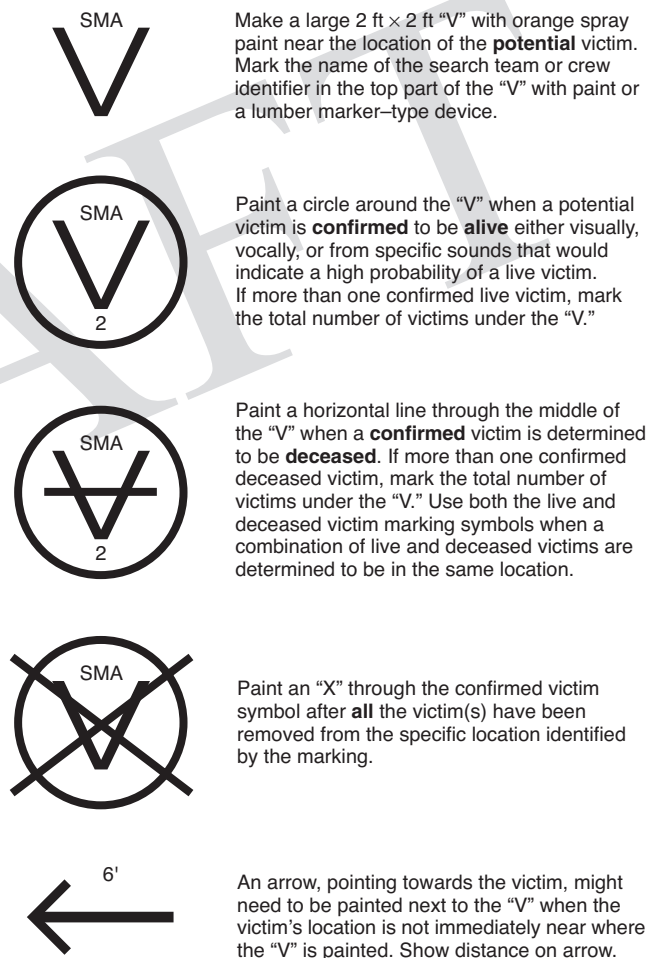 SMA
V
Make a large 2 ft × 2 ft “V” with orange spray
paint near the location of the potential victim.
Mark the name of the search team or crew
identifier in the top part of the “V” with paint or
a lumber marker–type device.
SMA
V
2
Paint a circle around the “V” when a potential
victim is confirmed to be alive either visually,
vocally, or from specific sounds that would
indicate a high probability of a live victim.
If more than one confirmed live victim, mark
the total number of victims under the “V.”
SMA
V
2
Paint a horizontal line through the middle of
the “V” when a confirmed victim is determined
to be deceased. If more than one confirmed
deceased victim, mark the total number of
victims under the “V.” Use both the live and
deceased victim marking symbols when a
combination of live and deceased victims are
determined to be in the same location.
SMA
V
Paint an “X” through the confirmed victim
symbol after all the victim(s) have been
removed from the specific location identified
by the marking.
6'
An arrow, pointing towards the victim, might
need to be painted next to the “V” when the
victim’s location is not immediately near where
the “V” is painted. Show distance on arrow.
AFT